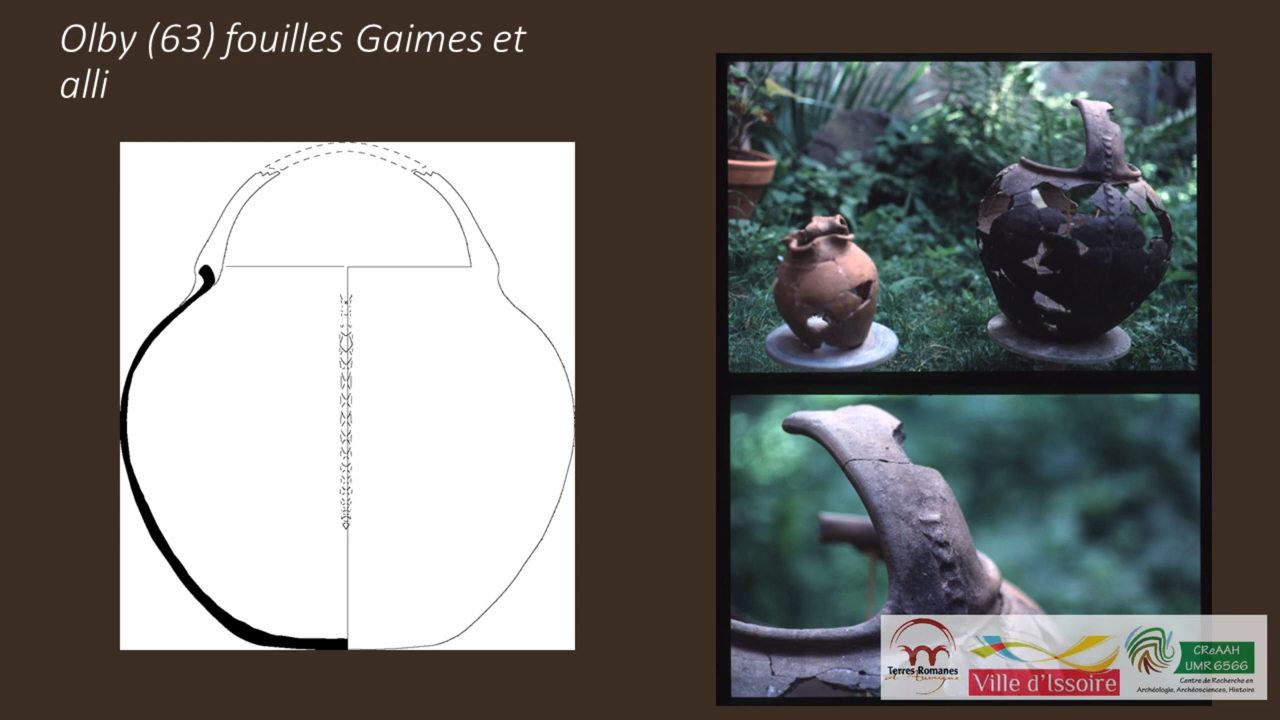 Olby (63) fouilles Gaimes et
alli
Terres Romanes
d'Auvergne
Ville d'Issoire
CReAAH
UMR 6566
Centre de Recherche en
Archéologie, Archéosciences, Histoire